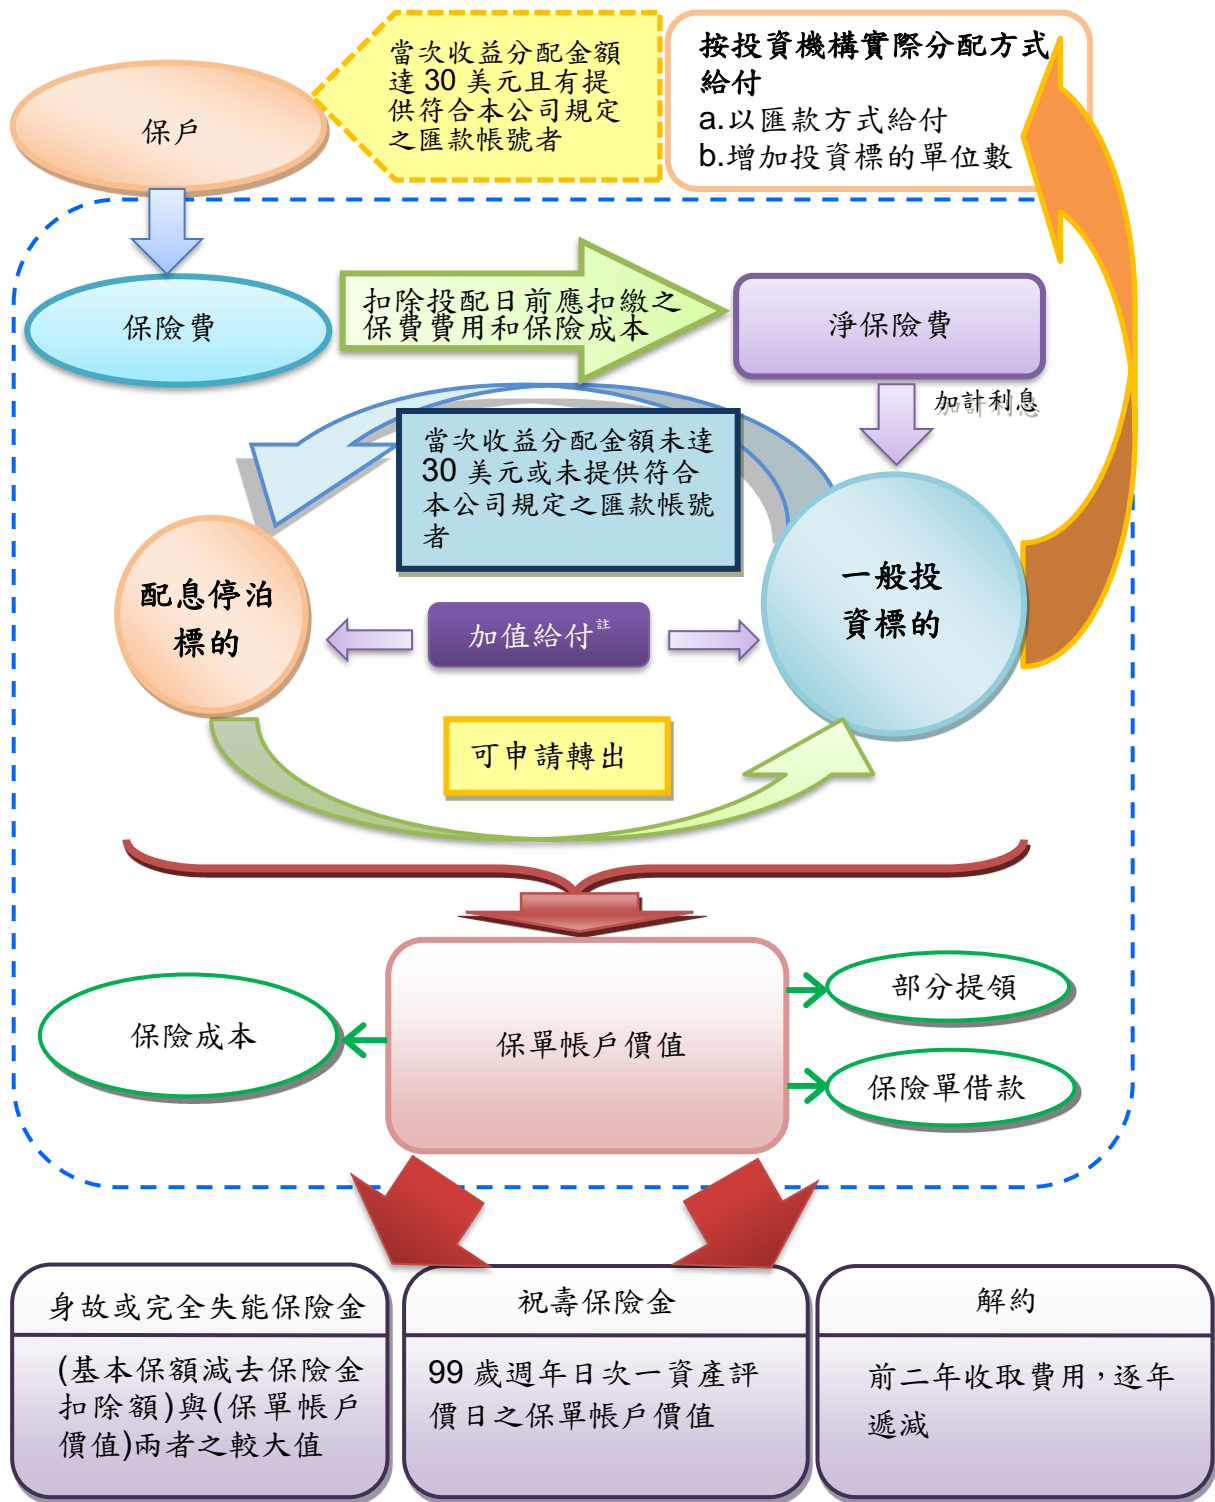 保戶
當次收益分配金額
達 30 美元且有提
供符合本公司規定
之匯款帳號者
按投資機構實際分配方式
給付
a.以匯款方式給付
b.增加投資標的單位數
保險費
扣除投配日前應扣繳之
保費費用和保險成本
淨保險費
加計利息
當次收益分配金額未達
30 美元或未提供符合
本公司規定之匯款帳號
者
配息停泊
標的
加值給付註
一般投
資標的
可申請轉出
保險成本
保單帳戶價值
部分提領
保險單借款
身故或完全失能保險金
(基本保額減去保險金
扣除額)與(保單帳戶
價值)兩者之較大值
祝壽保險金
99 歲週年日次一資產評
價日之保單帳戶價值
解約
前二年收取費用，逐年
遞減